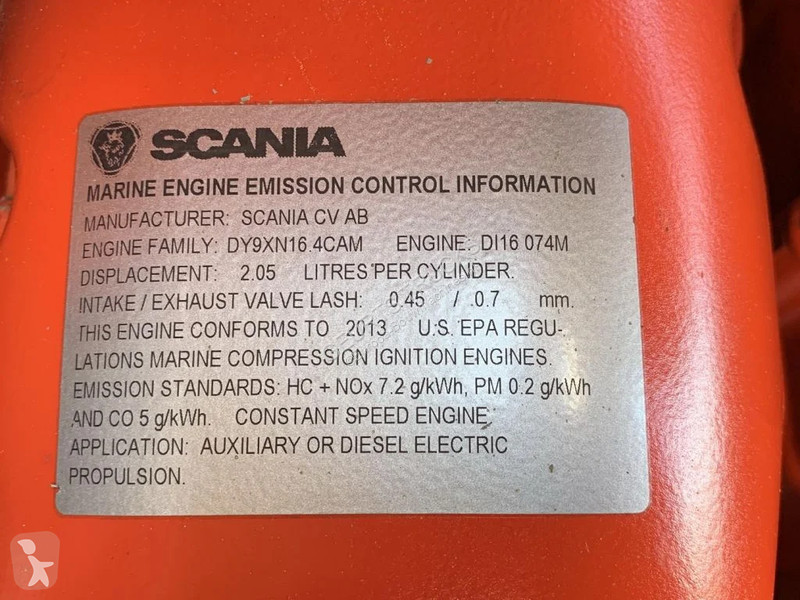 SCANIA
MARINE ENGINE EMISSION CONTROL INFORMATION
MANUFACTURER: SCANIA CV AB
ENGINE FAMILY: DY9XN16.4CAM ENGINE: DI16 074M
DISPLACEMENT: 2.05 LITRES PER CYLINDER.
INTAKE / EXHAUST VALVE LASH: 0.45 / 0.7 mm.
THIS ENGINE CONFORMS TO 2013 U.S. EPA REGU-
LATIONS MARINE COMPRESSION IGNITION ENGINES.
EMISSION STANDARDS: HC + NOx 7.2 g/kWh, PM 0.2 g/kWh
AND CO 5 g/kWh. CONSTANT SPEED ENGINE.
APPLICATION: AUXILIARY OR DIESEL ELECTRIC
PROPULSION.